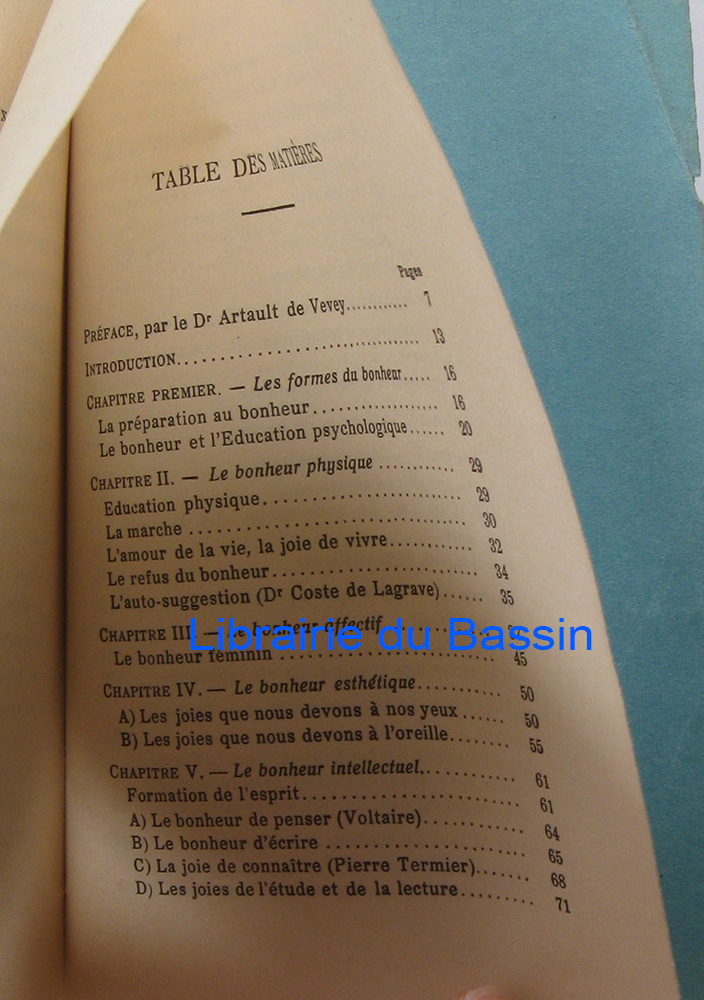 TABLE DES MATIÈRES
Pages
PRÉFACE, par le Dr Artault de Vevey............ 7
INTRODUCTION.................................. 13
CHAPITRE PREMIER. — Les formes du bonheur..... 16
La préparation au bonheur.................... 16
Le bonheur et l'Education psychologique...... 20
CHAPITRE II. — Le bonheur physique ............ 29
Education physique............................ 29
La marche .................................... 30
L'amour de la vie, la joie de vivre............ 32
Le refus du bonheur........................... 34
L'auto-suggestion (Dr Coste de Lagrave)...... 35
CHAPITRE III. — Le bonheur affectif ............
Librairie du Bassin
Le bonheur féminin ............................ 45
CHAPITRE IV. — Le bonheur esthétique........... 50
A) Les joies que nous devons à nos yeux ...... 50
B) Les joies que nous devons à l'oreille........ 55
CHAPITRE V. — Le bonheur intellectuel............ 61
Formation de l'esprit......................... 61
A) Le bonheur de penser (Voltaire)............ 64
B) Le bonheur d'écrire ....................... 65
C) La joie de connaître (Pierre Termier)....... 68
D) Les joies de l'étude et de la lecture......... 71